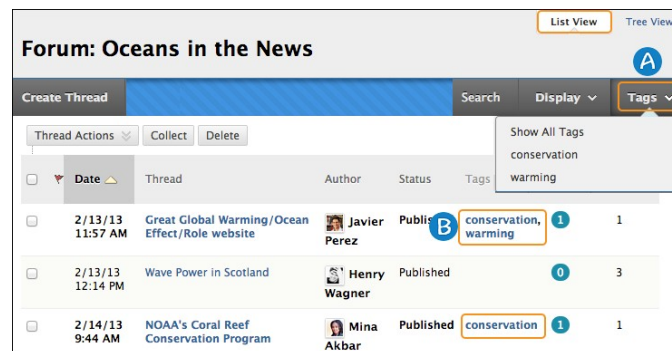 List View Tree View
Forum: Oceans in the News
A
Create Thread Search Display Tags
Thread Actions Collect Delete
Show All Tags
conservation
warming
Date Thread Author Status Tags
2/13/13 11:57 AM Great Global Warming/Ocean Effect/Role website Javier Perez Publis B conservation, warming 1 1
2/13/13 12:14 PM Wave Power in Scotland Henry Wagner Published 0 3
2/14/13 9:44 AM NOAA's Coral Reef Conservation Program Mina Akbar Published conservation 1 1